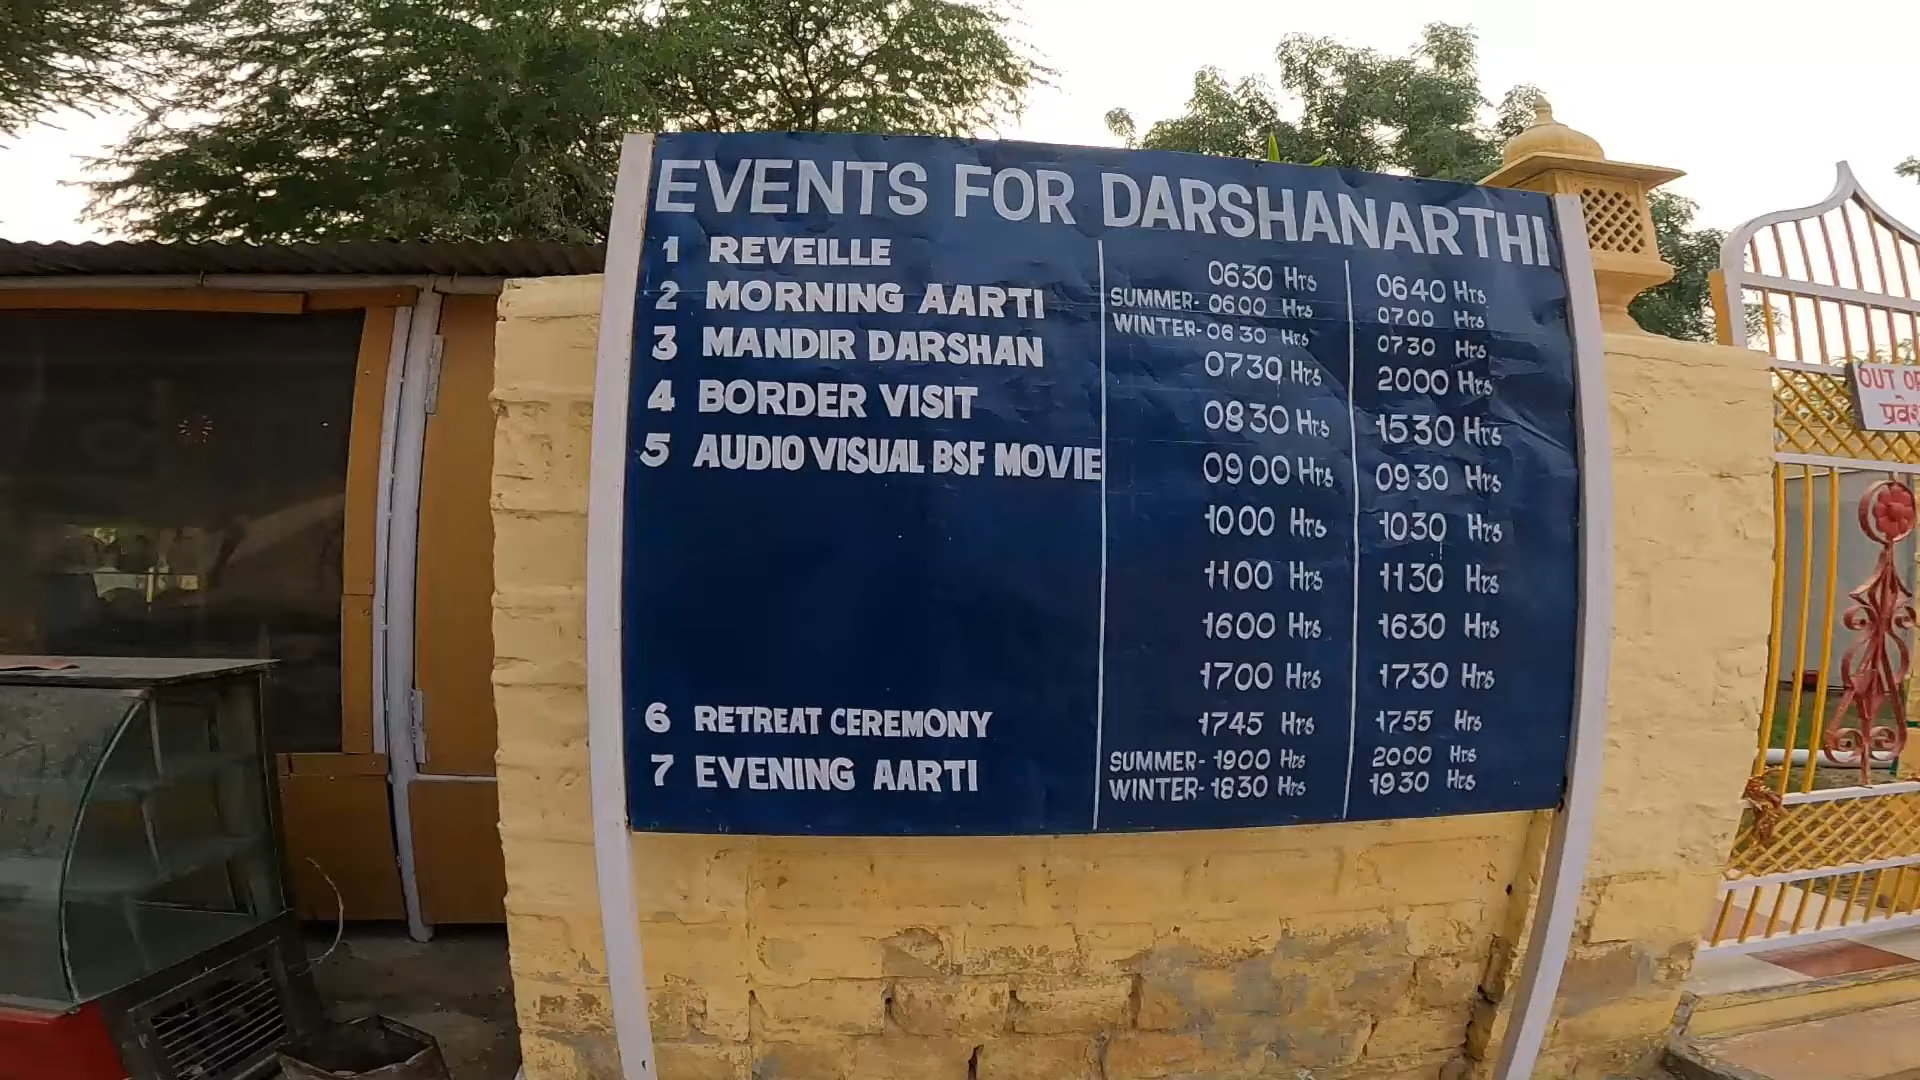 EVENTS FOR DARSHANARTHI
1 REVEILLE 0630 Hrs 0640 Hrs
2 MORNING AARTI SUMMER- 0600 Hrs 0700 Hrs
WINTER- 0630 Hrs 0730 Hrs
3 MANDIR DARSHAN 0730 Hrs 2000 Hrs
4 BORDER VISIT 0830 Hrs 1530 Hrs
5 AUDIO VISUAL BSF MOVIE 0900 Hrs 0930 Hrs
1000 Hrs 1030 Hrs
1100 Hrs 1130 Hrs
1600 Hrs 1630 Hrs
1700 Hrs 1730 Hrs
6 RETREAT CEREMONY 1745 Hrs 1755 Hrs
7 EVENING AARTI SUMMER- 1900 Hrs 2000 Hrs
WINTER- 1830 Hrs 1930 Hrs
OUT